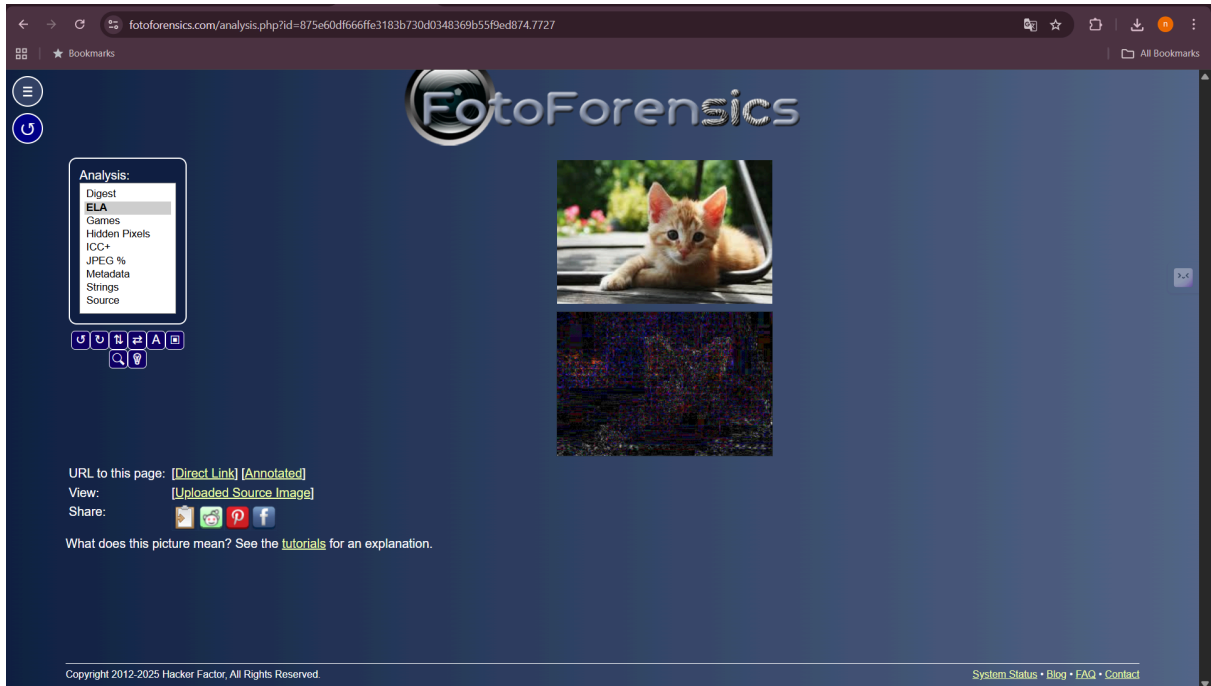 fotoforensics.com/analysis.php?id=875e60df666ffe3183b730d0348369b55f9ed874.7727
n
Bookmarks
All Bookmarks
FotoForensics
Analysis:
Digest
ELA
Games
Hidden Pixels
ICC+
JPEG %
Metadata
Strings
Source
A
URL to this page: [Direct Link] [Annotated]
View: [Uploaded Source Image]
Share:
What does this picture mean? See the tutorials for an explanation.
Copyright 2012-2025 Hacker Factor, All Rights Reserved.
System Status • Blog • FAQ • Contact